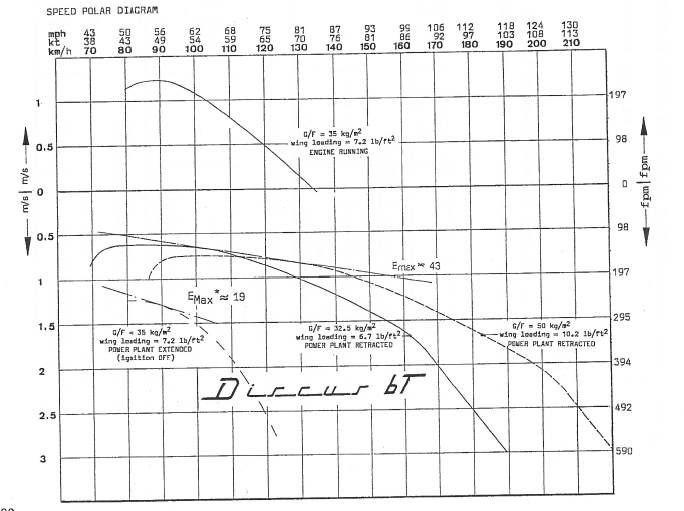 SPEED POLAR DIAGRAM
mph 43 50 56 62 68 75 81 87 93 99 106 112 118 124 130
kt 38 43 49 54 59 65 70 76 81 86 92 97 103 108 113
km/h 70 80 90 100 110 120 130 140 150 160 170 180 190 200 210
1 197
G/F = 35 kg/m²
wing loading = 7.2 lb/ft²
ENGINE RUNNING
0.5 98
m/s m/s
fpm fpm
0 0
0.5 98
Emax ≈ 43
1 197
EMax* ≈ 19
295
1.5
G/F = 35 kg/m²
wing loading = 7.2 lb/ft²
POWER PLANT EXTENDED
(ignition OFF)
G/F = 32.5 kg/m²
wing loading = 6.7 lb/ft²
POWER PLANT RETRACTED
G/F = 50 kg/m²
wing loading = 10.2 lb/ft²
POWER PLANT RETRACTED
2 394
Discus bT
2.5 492
3 590